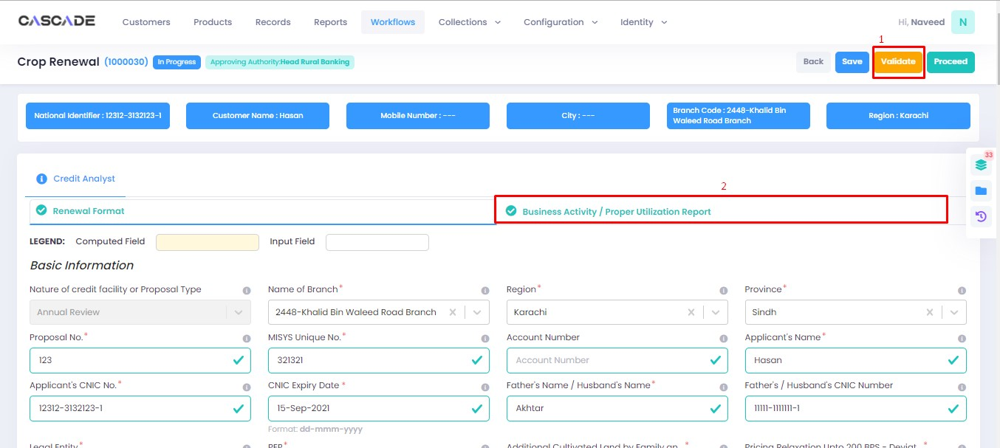 CASCADE Customers Products Records Reports Workflows Collections Configuration Identity Hi, Naveed N
1
Crop Renewal (1000030) In Progress Approving Authority:Head Rural Banking Back Save Validate Proceed
National Identifier : 12312-3132123-1 Customer Name : Hasan Mobile Number : --- City : --- Branch Code : 2448-Khalid Bin Waleed Road Branch Region : Karachi
33
Credit Analyst
2
Renewal Format Business Activity / Proper Utilization Report
LEGEND: Computed Field Input Field
Basic Information
Nature of credit facility or Proposal Type Name of Branch* Region* Province*
Annual Review 2448-Khalid Bin Waleed Road Branch Karachi Sindh
Proposal No.* MISYS Unique No.* Account Number Applicant's Name*
123 321321 Account Number Hasan
Applicant's CNIC No.* CNIC Expiry Date * Father's Name / Husband's Name* Father's / Husband's CNIC Number
12312-3132123-1 15-Sep-2021 Akhtar 11111-1111111-1
Format: dd-mmm-yyyy
Legal Entity* PEP* Additional Cultivated Land by Family an... * Pricing Relaxation Upto 200 BPS - Deviat... *